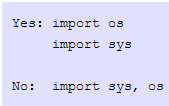 Yes: import os
     import sys

No:  import sys, os